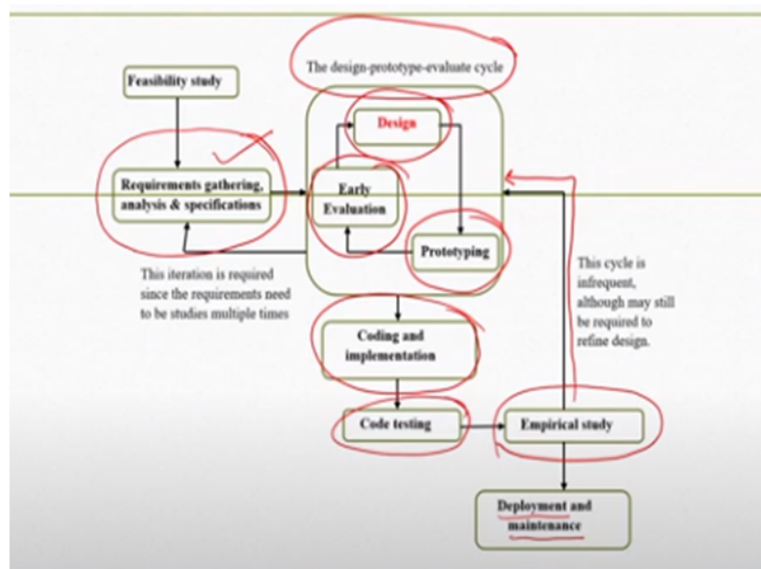 The design-prototype-evaluate cycle
Feasibility study
Design
Requirements gathering,
analysis & specifications
Early
Evaluation
Prototyping
This iteration is required
since the requirements need
to be studies multiple times
This cycle is
infrequent,
although may still
be required to
refine design.
Coding and
implementation
Code testing
Empirical study
Deployment and
maintenance